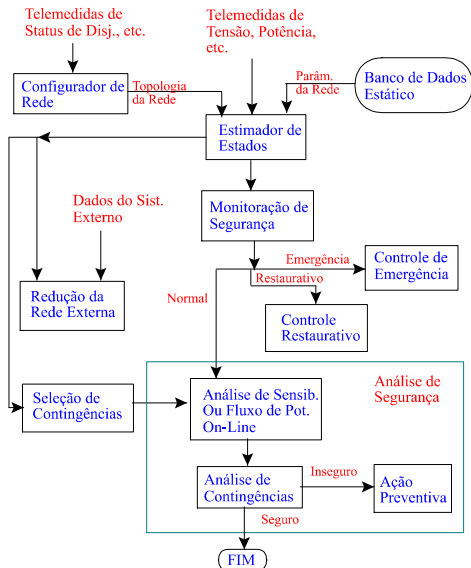 Telemedidas de
Status de Disj., etc.
Telemedidas de
Tensão, Potência,
etc.
Configurador de
Rede
Topologia
da Rede
Parâm.
da Rede
Banco de Dados
Estático
Estimador de
Estados
Dados do Sist.
Externo
Monitoração de
Segurança
Emergência
Controle de
Emergência
Restaurativo
Normal
Redução da
Rede Externa
Controle
Restaurativo
Análise de
Segurança
Seleção de
Contingências
Análise de Sensib.
Ou Fluxo de Pot.
On-Line
Análise de
Contingências
Inseguro
Ação
Preventiva
Seguro
FIM